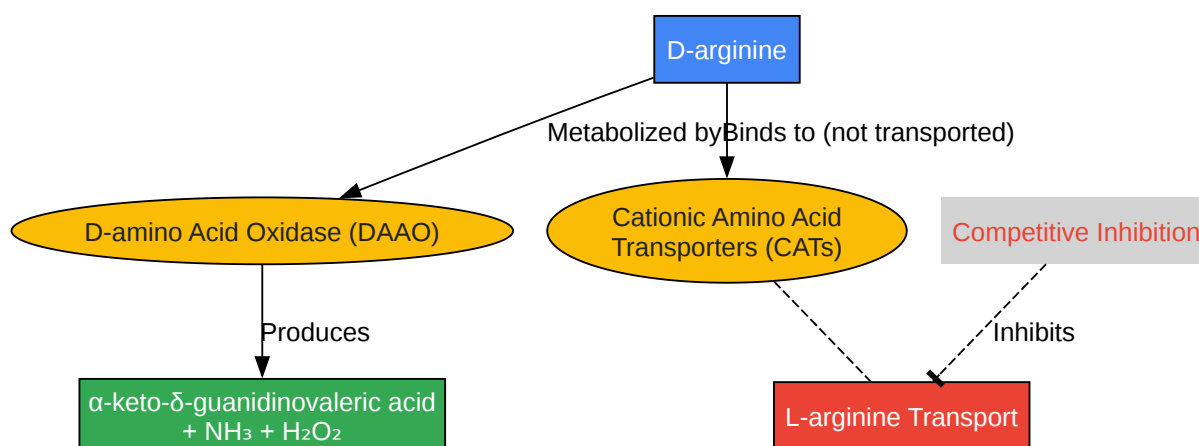 D-arginine
Metabolized by
Binds to (not transported)
D-amino Acid Oxidase (DAAO)
Cationic Amino Acid
Transporters (CATs)
Competitive Inhibition
Produces
Inhibits
α-keto-δ-guanidinovaleric acid
+ NH₃ + H₂O₂
L-arginine Transport